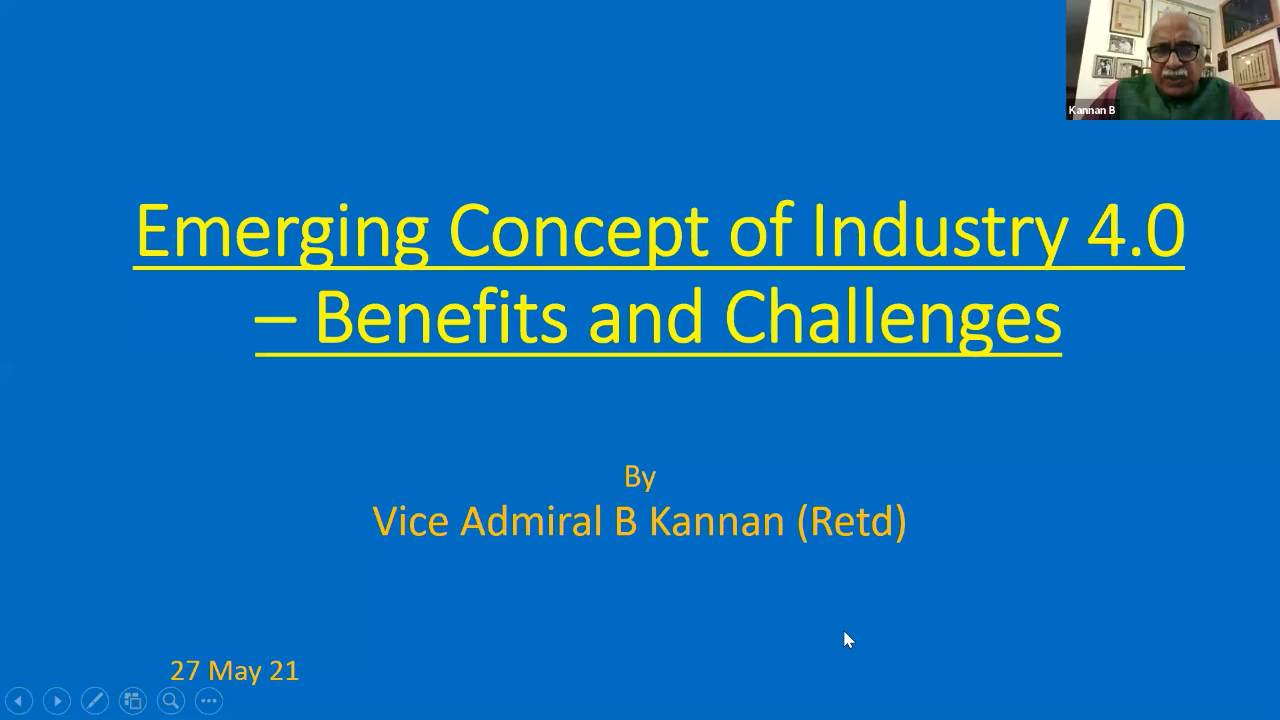 Kannan B
Emerging Concept of Industry 4.0
– Benefits and Challenges
By
Vice Admiral B Kannan (Retd)
27 May 21